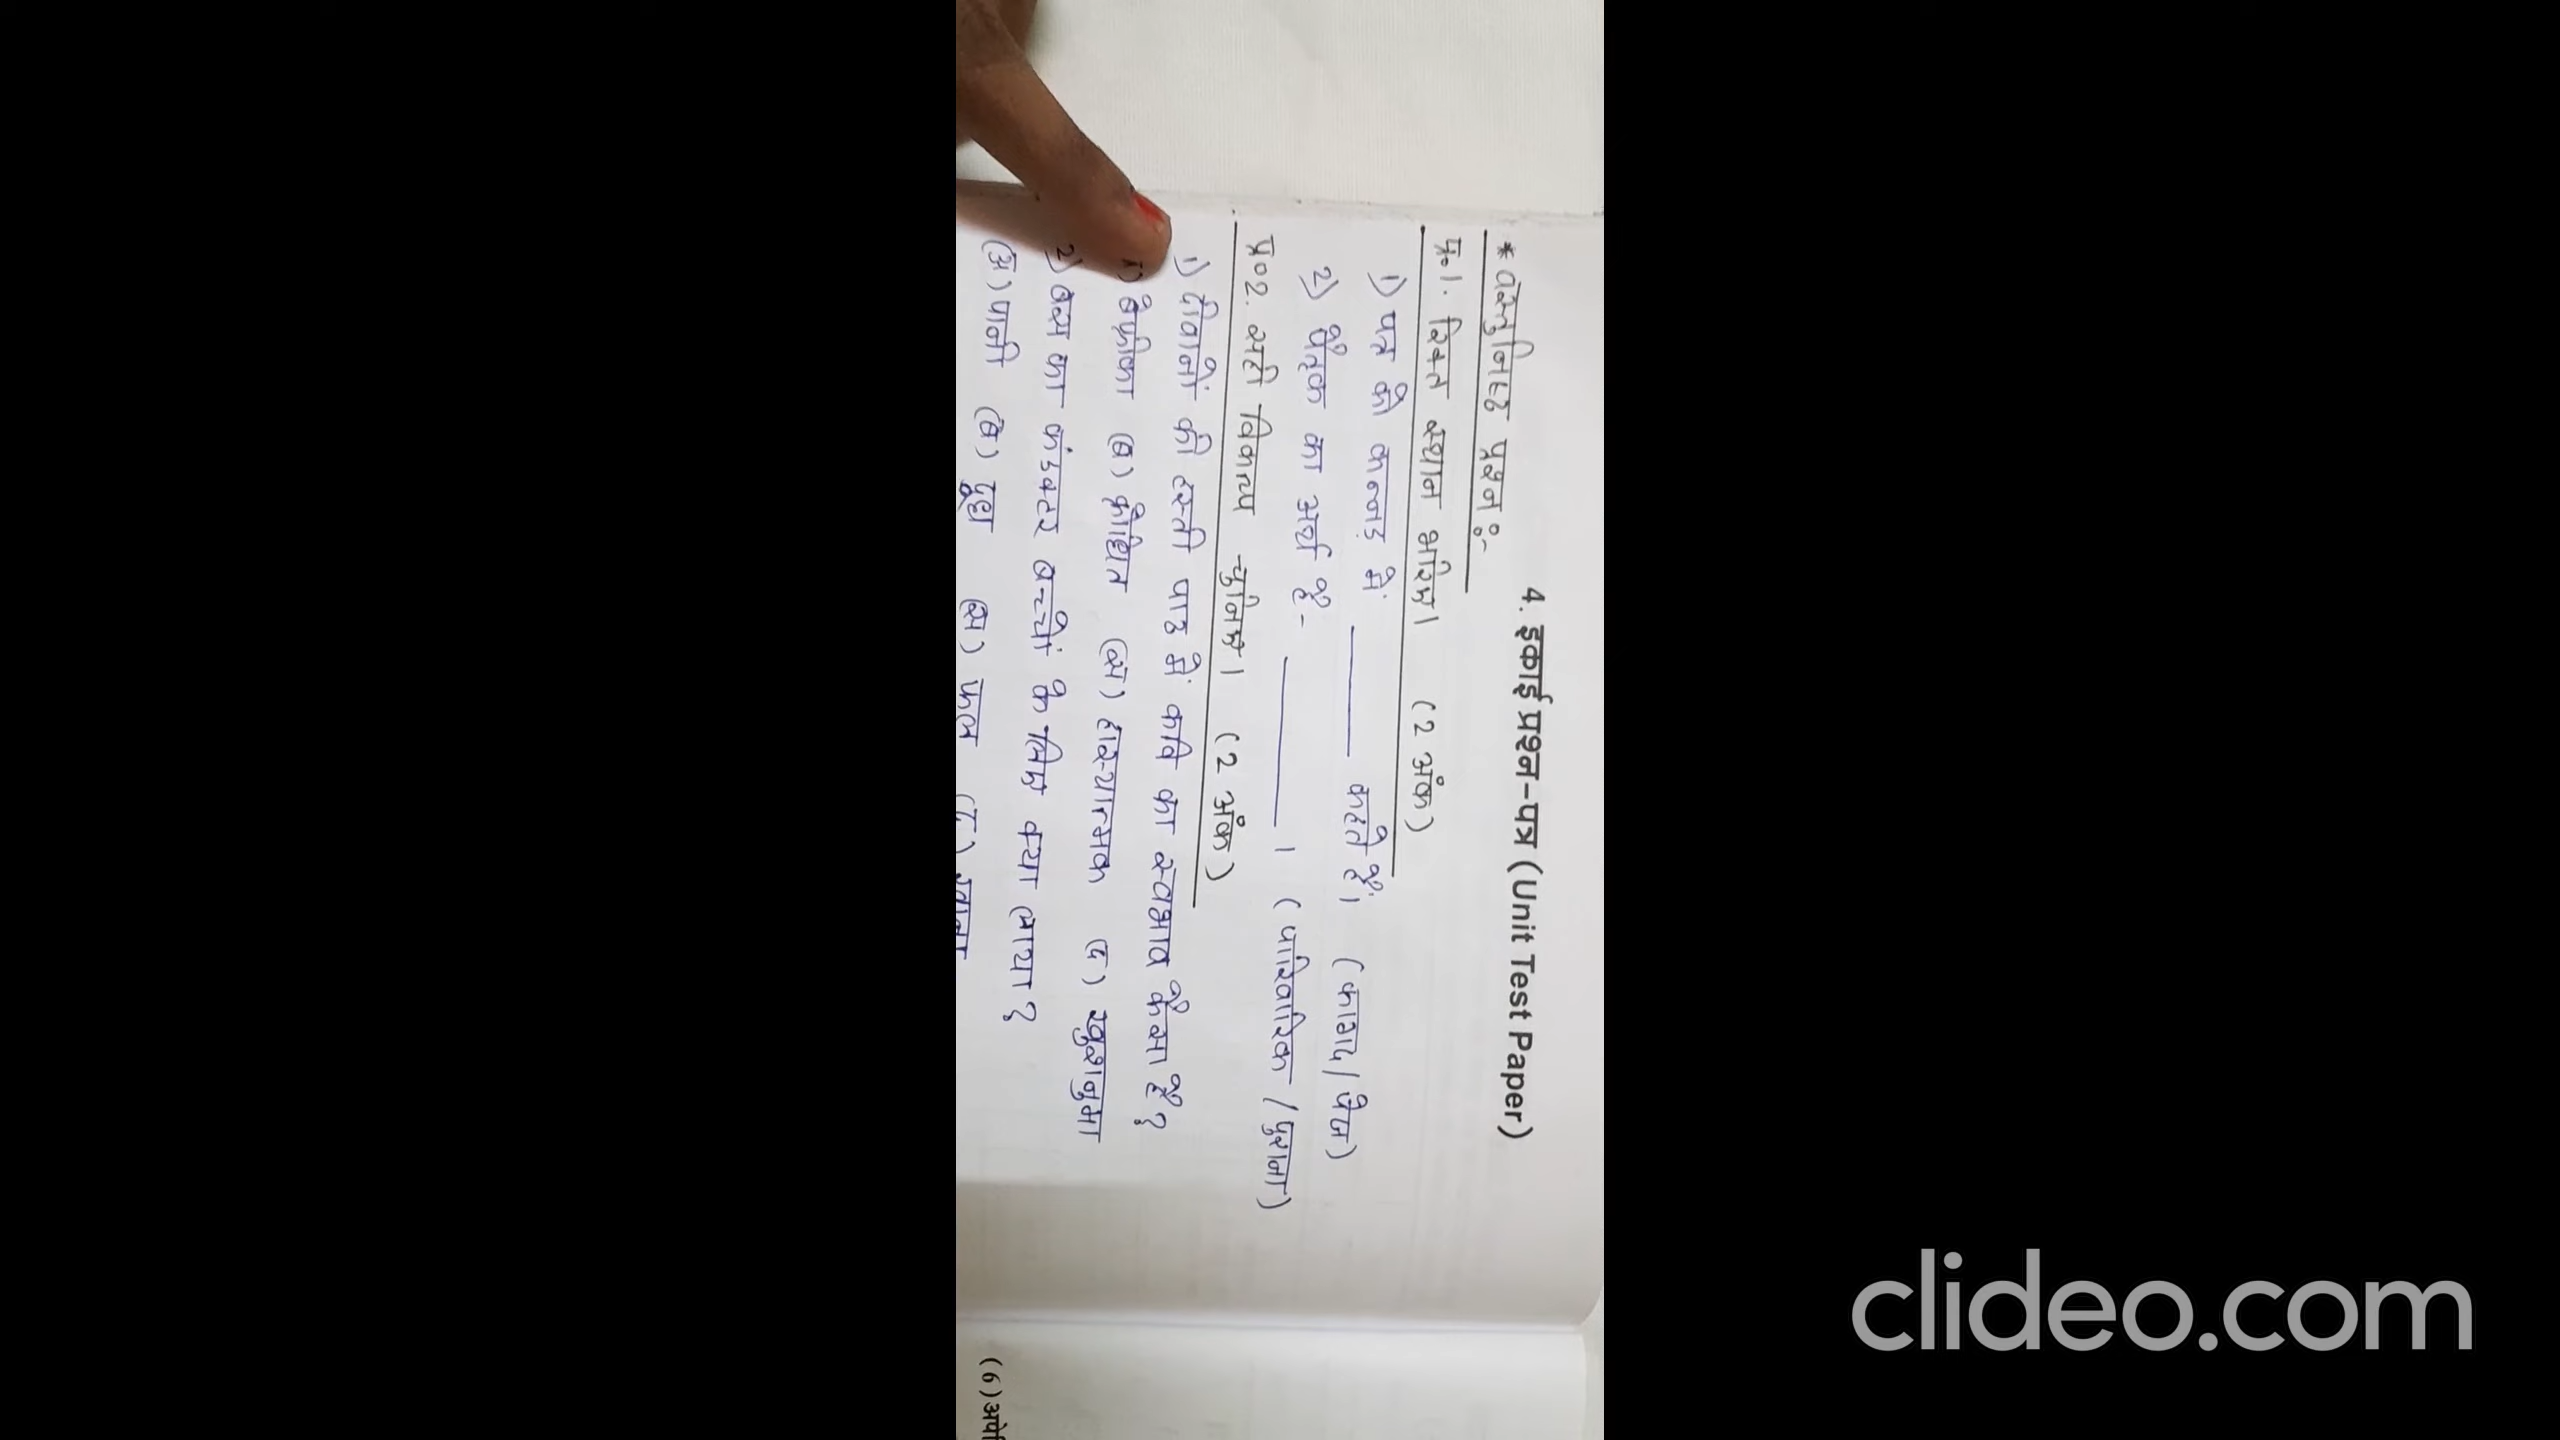 4. इकाई प्रश्न-पत्र (Unit Test Paper)
* वस्तुनिष्ठ प्रश्न :-
प्र०1. रिक्त स्थान भरिए। (2 अंक)
1) पत्र को कन्नड़ में ______ कहते हैं। (कागद / पेज)
2) पैतृक का अर्थ है- ______। (पारिवारिक / पुराना)
प्र०2. सही विकल्प चुनिए। (2 अंक)
1) दीवानों की हस्ती पाठ में कवि का स्वभाव कैसा है?
बेफ्रीका (ब) क्रोधित (स) हास्यात्मक (द) खुशनुमा
2) बस का कंडक्टर बच्चों के लिए क्या लाया?
(अ) पानी (ब) दूध (स) फल (द)
(6)
clideo.com